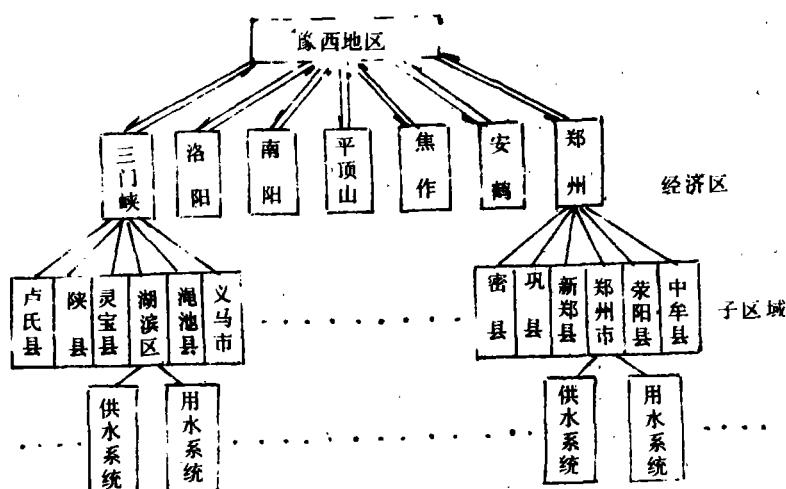 豫西地区
三门峡
洛阳
南阳
平顶山
焦作
安鹤
郑州
经济区
卢氏县
陕县
灵宝县
湖滨区
渑池县
义马市
密县
巩县
新郑县
郑州市
荥阳县
中牟县
子区域
供水系统
用水系统
供水系统
用水系统